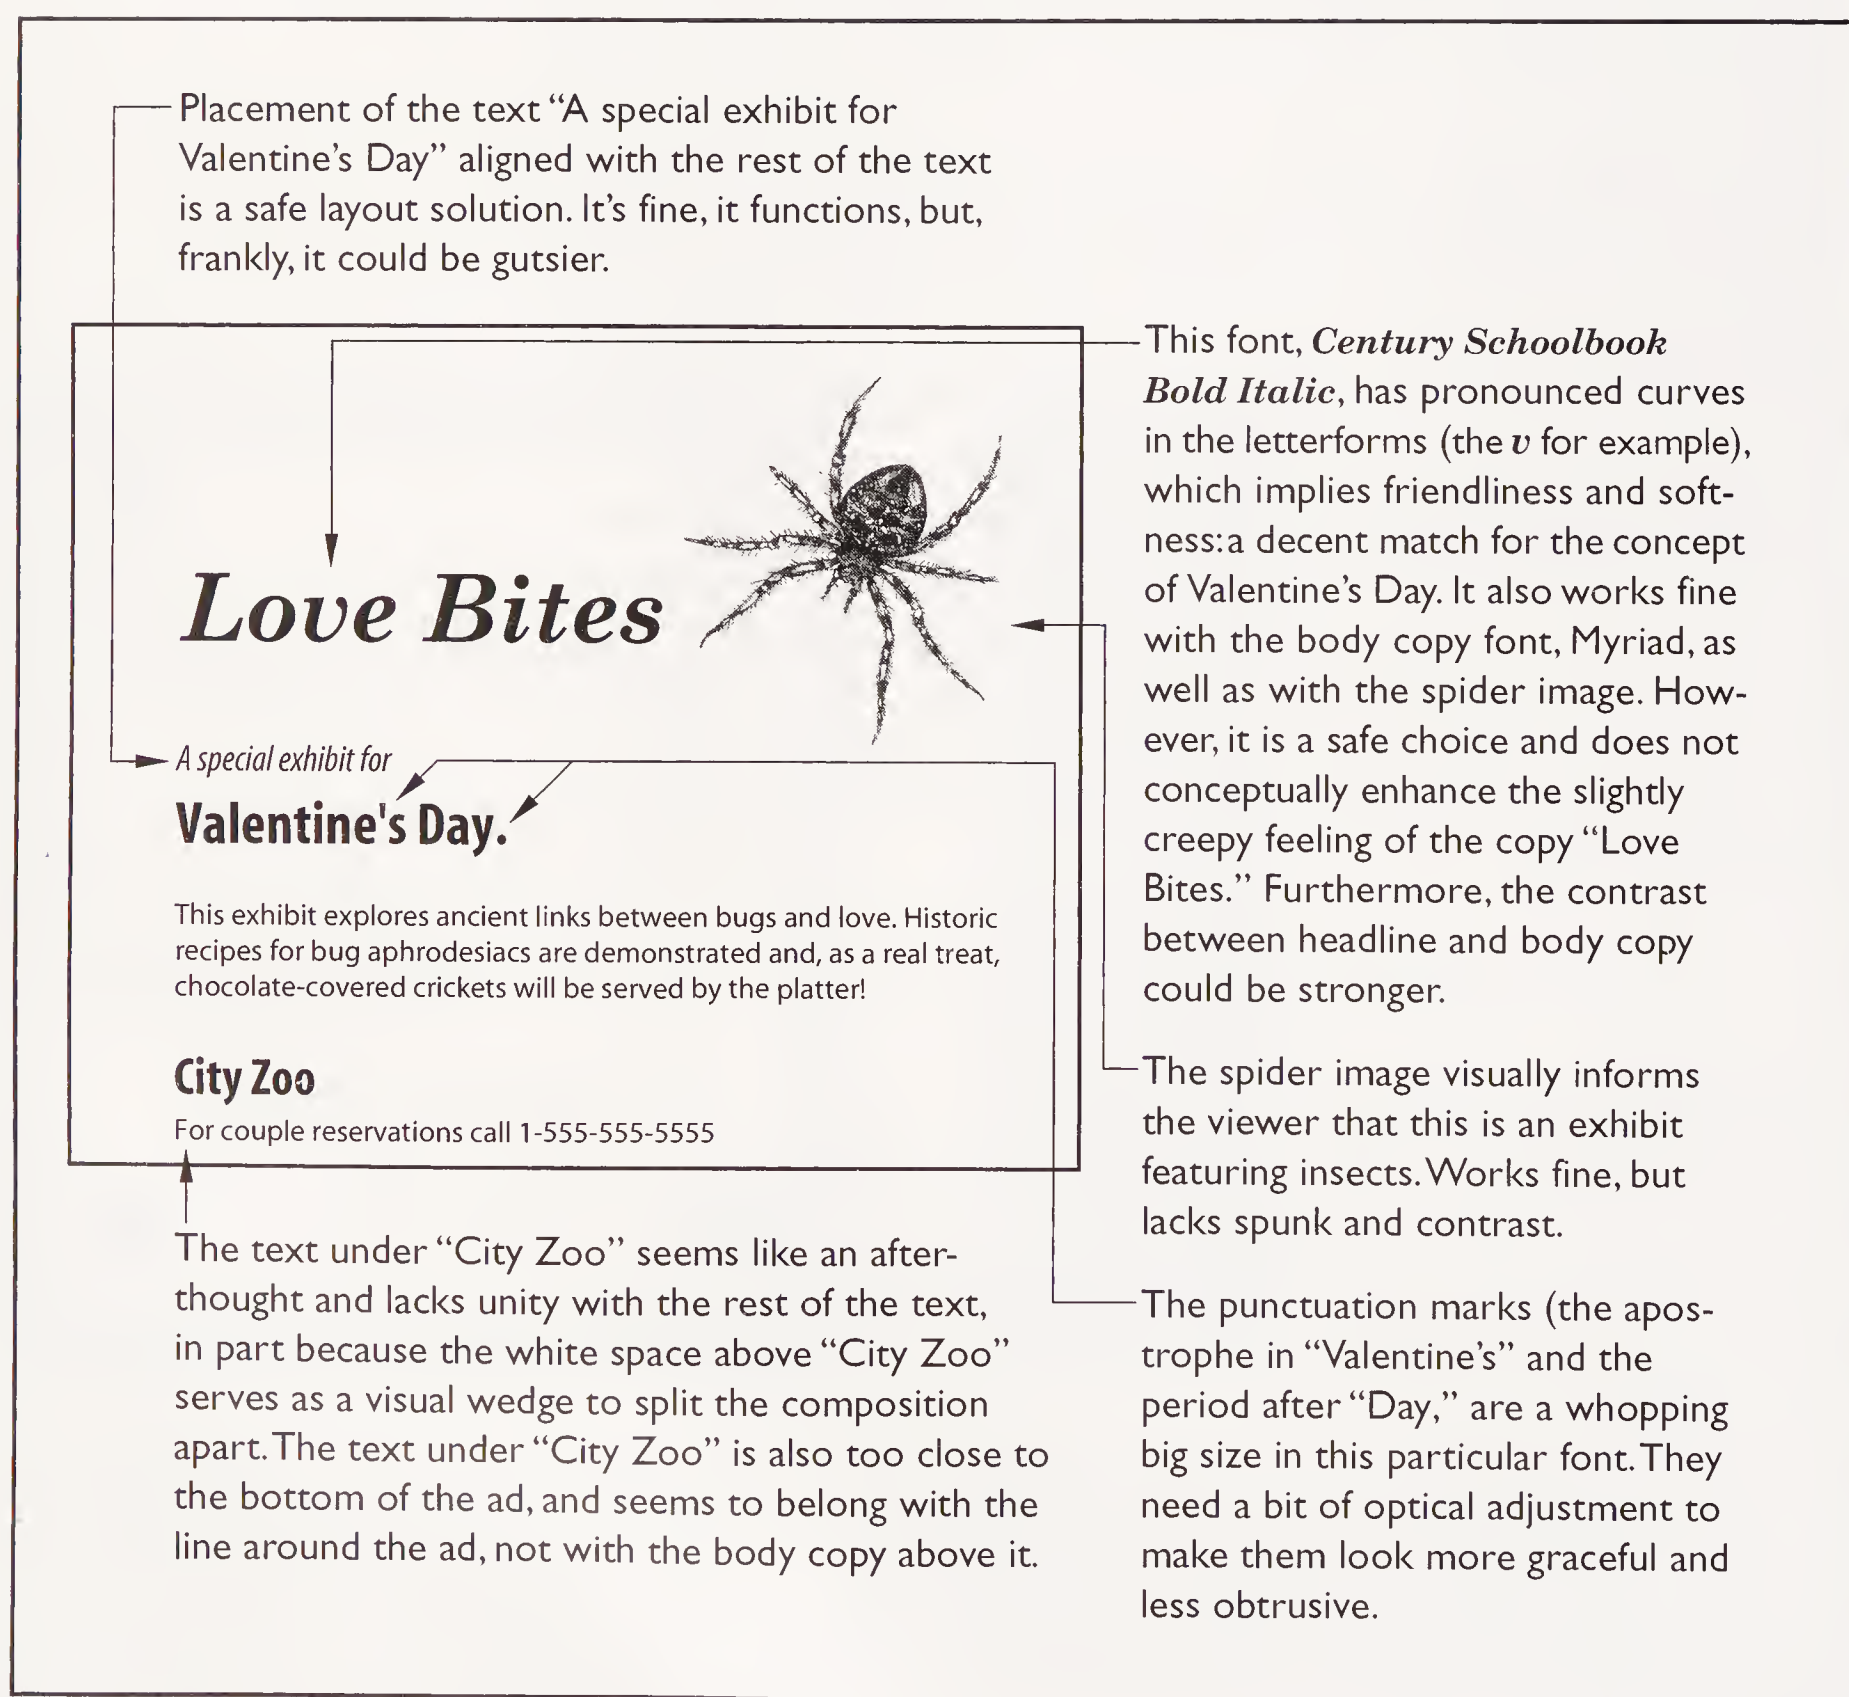 Placement of the text “A special exhibit for
Valentine’s Day” aligned with the rest of the text
is a safe layout solution. It’s fine, it functions, but,
frankly, it could be gutsier.
Love Bites
A special exhibit for
Valentine's Day.
This exhibit explores ancient links between bugs and love. Historic
recipes for bug aphrodesiacs are demonstrated and, as a real treat,
chocolate-covered crickets will be served by the platter!
City Zoo
For couple reservations call 1-555-555-5555
The text under “City Zoo” seems like an after-
thought and lacks unity with the rest of the text,
in part because the white space above “City Zoo”
serves as a visual wedge to split the composition
apart. The text under “City Zoo” is also too close to
the bottom of the ad, and seems to belong with the
line around the ad, not with the body copy above it.
This font, Century Schoolbook
Bold Italic, has pronounced curves
in the letterforms (the v for example),
which implies friendliness and soft-
ness: a decent match for the concept
of Valentine’s Day. It also works fine
with the body copy font, Myriad, as
well as with the spider image. How-
ever, it is a safe choice and does not
conceptually enhance the slightly
creepy feeling of the copy “Love
Bites.” Furthermore, the contrast
between headline and body copy
could be stronger.
The spider image visually informs
the viewer that this is an exhibit
featuring insects. Works fine, but
lacks spunk and contrast.
The punctuation marks (the apos-
trophe in “Valentine’s” and the
period after “Day,” are a whopping
big size in this particular font. They
need a bit of optical adjustment to
make them look more graceful and
less obtrusive.